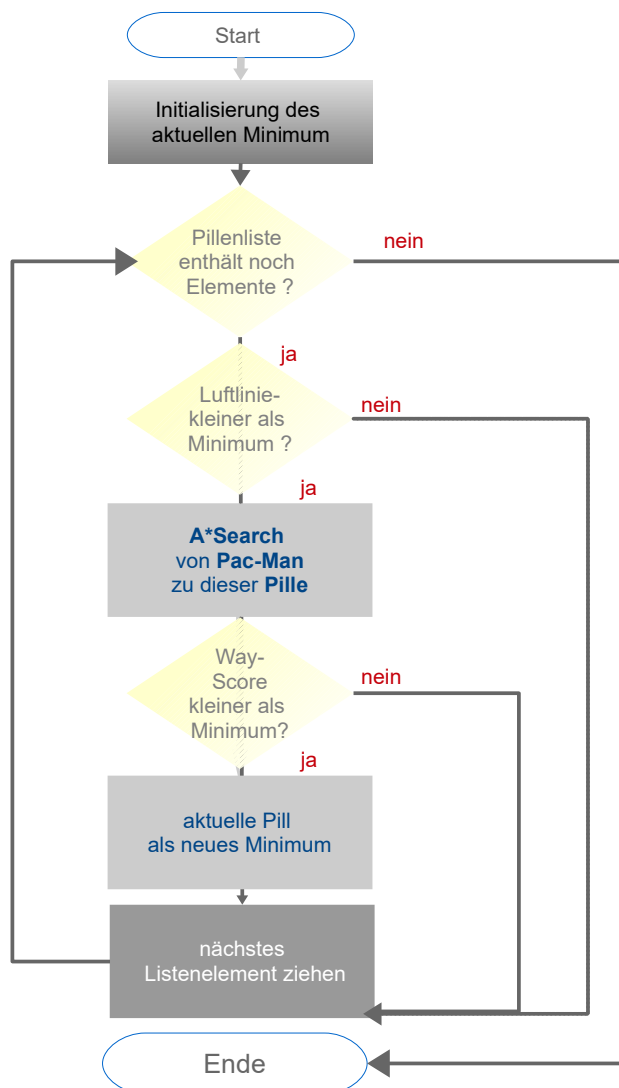 Start
Initialisierung des
aktuellen Minimum
Pillenliste
enthält noch
Elemente ?
nein
ja
Luftlinie-
kleiner als
Minimum ?
nein
ja
A*Search
von Pac-Man
zu dieser Pille
Way-
Score
kleiner als
Minimum?
nein
ja
aktuelle Pill
als neues Minimum
nächstes
Listenelement ziehen
Ende